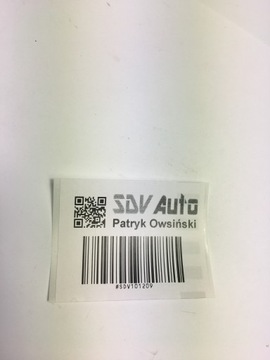 SDV Auto
Patryk Owsiński
#SDV101209